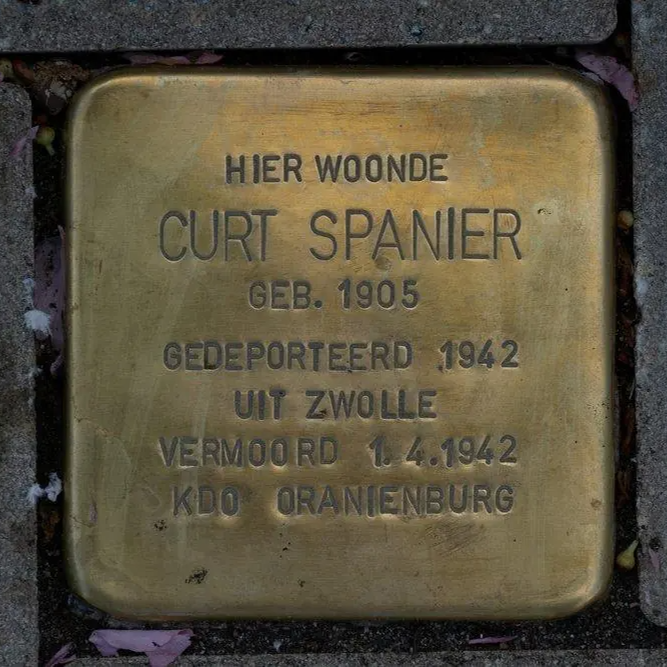 HIER WOONDE
CURT SPANIER
GEB. 1905
GEDEPORTEERD 1942
UIT ZWOLLE
VERMOORD 1.4.1942
KDO ORANIENBURG